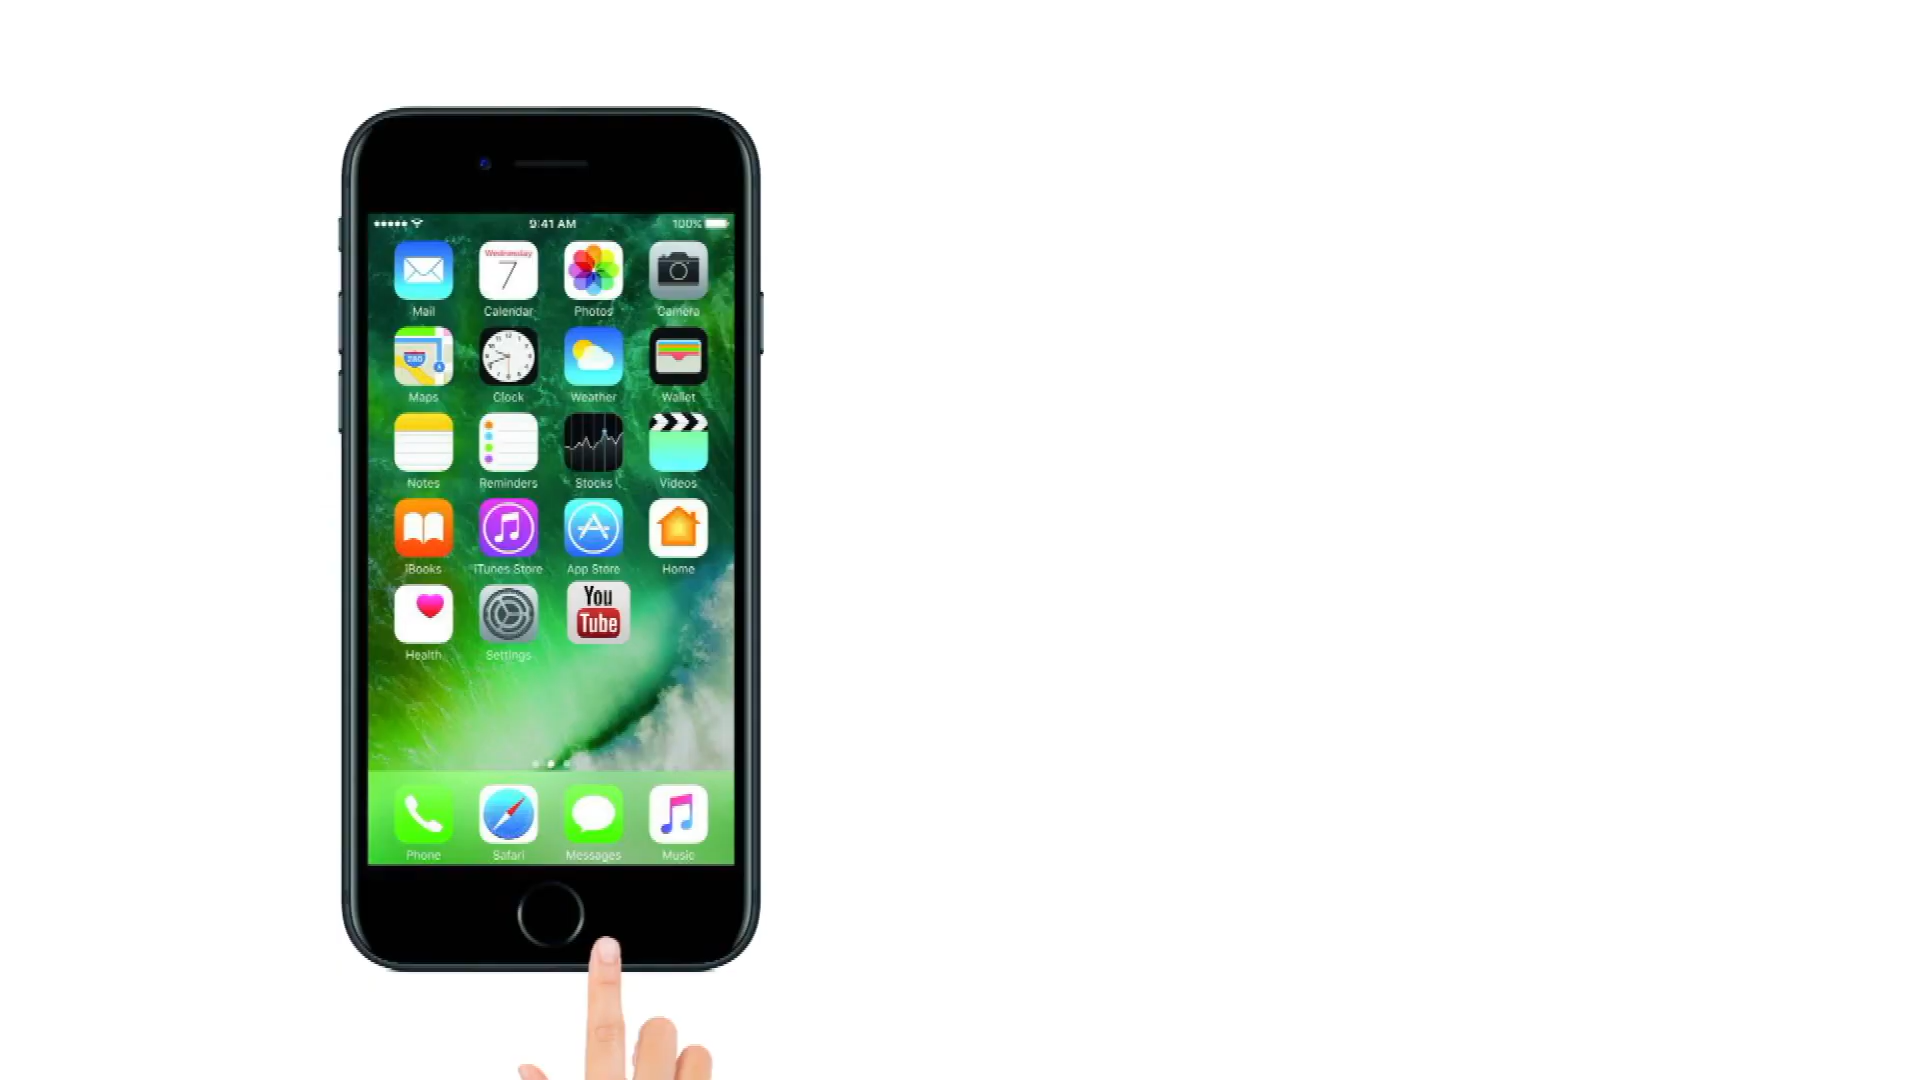 9:41 AM 100%
Wednesday
7
Mail Calendar Photos Camera
280
Maps Clock Weather Wallet
Notes Reminders Stocks Videos
iBooks iTunes Store App Store Home
You
Tube
Health Settings
Phone Safari Messages Music